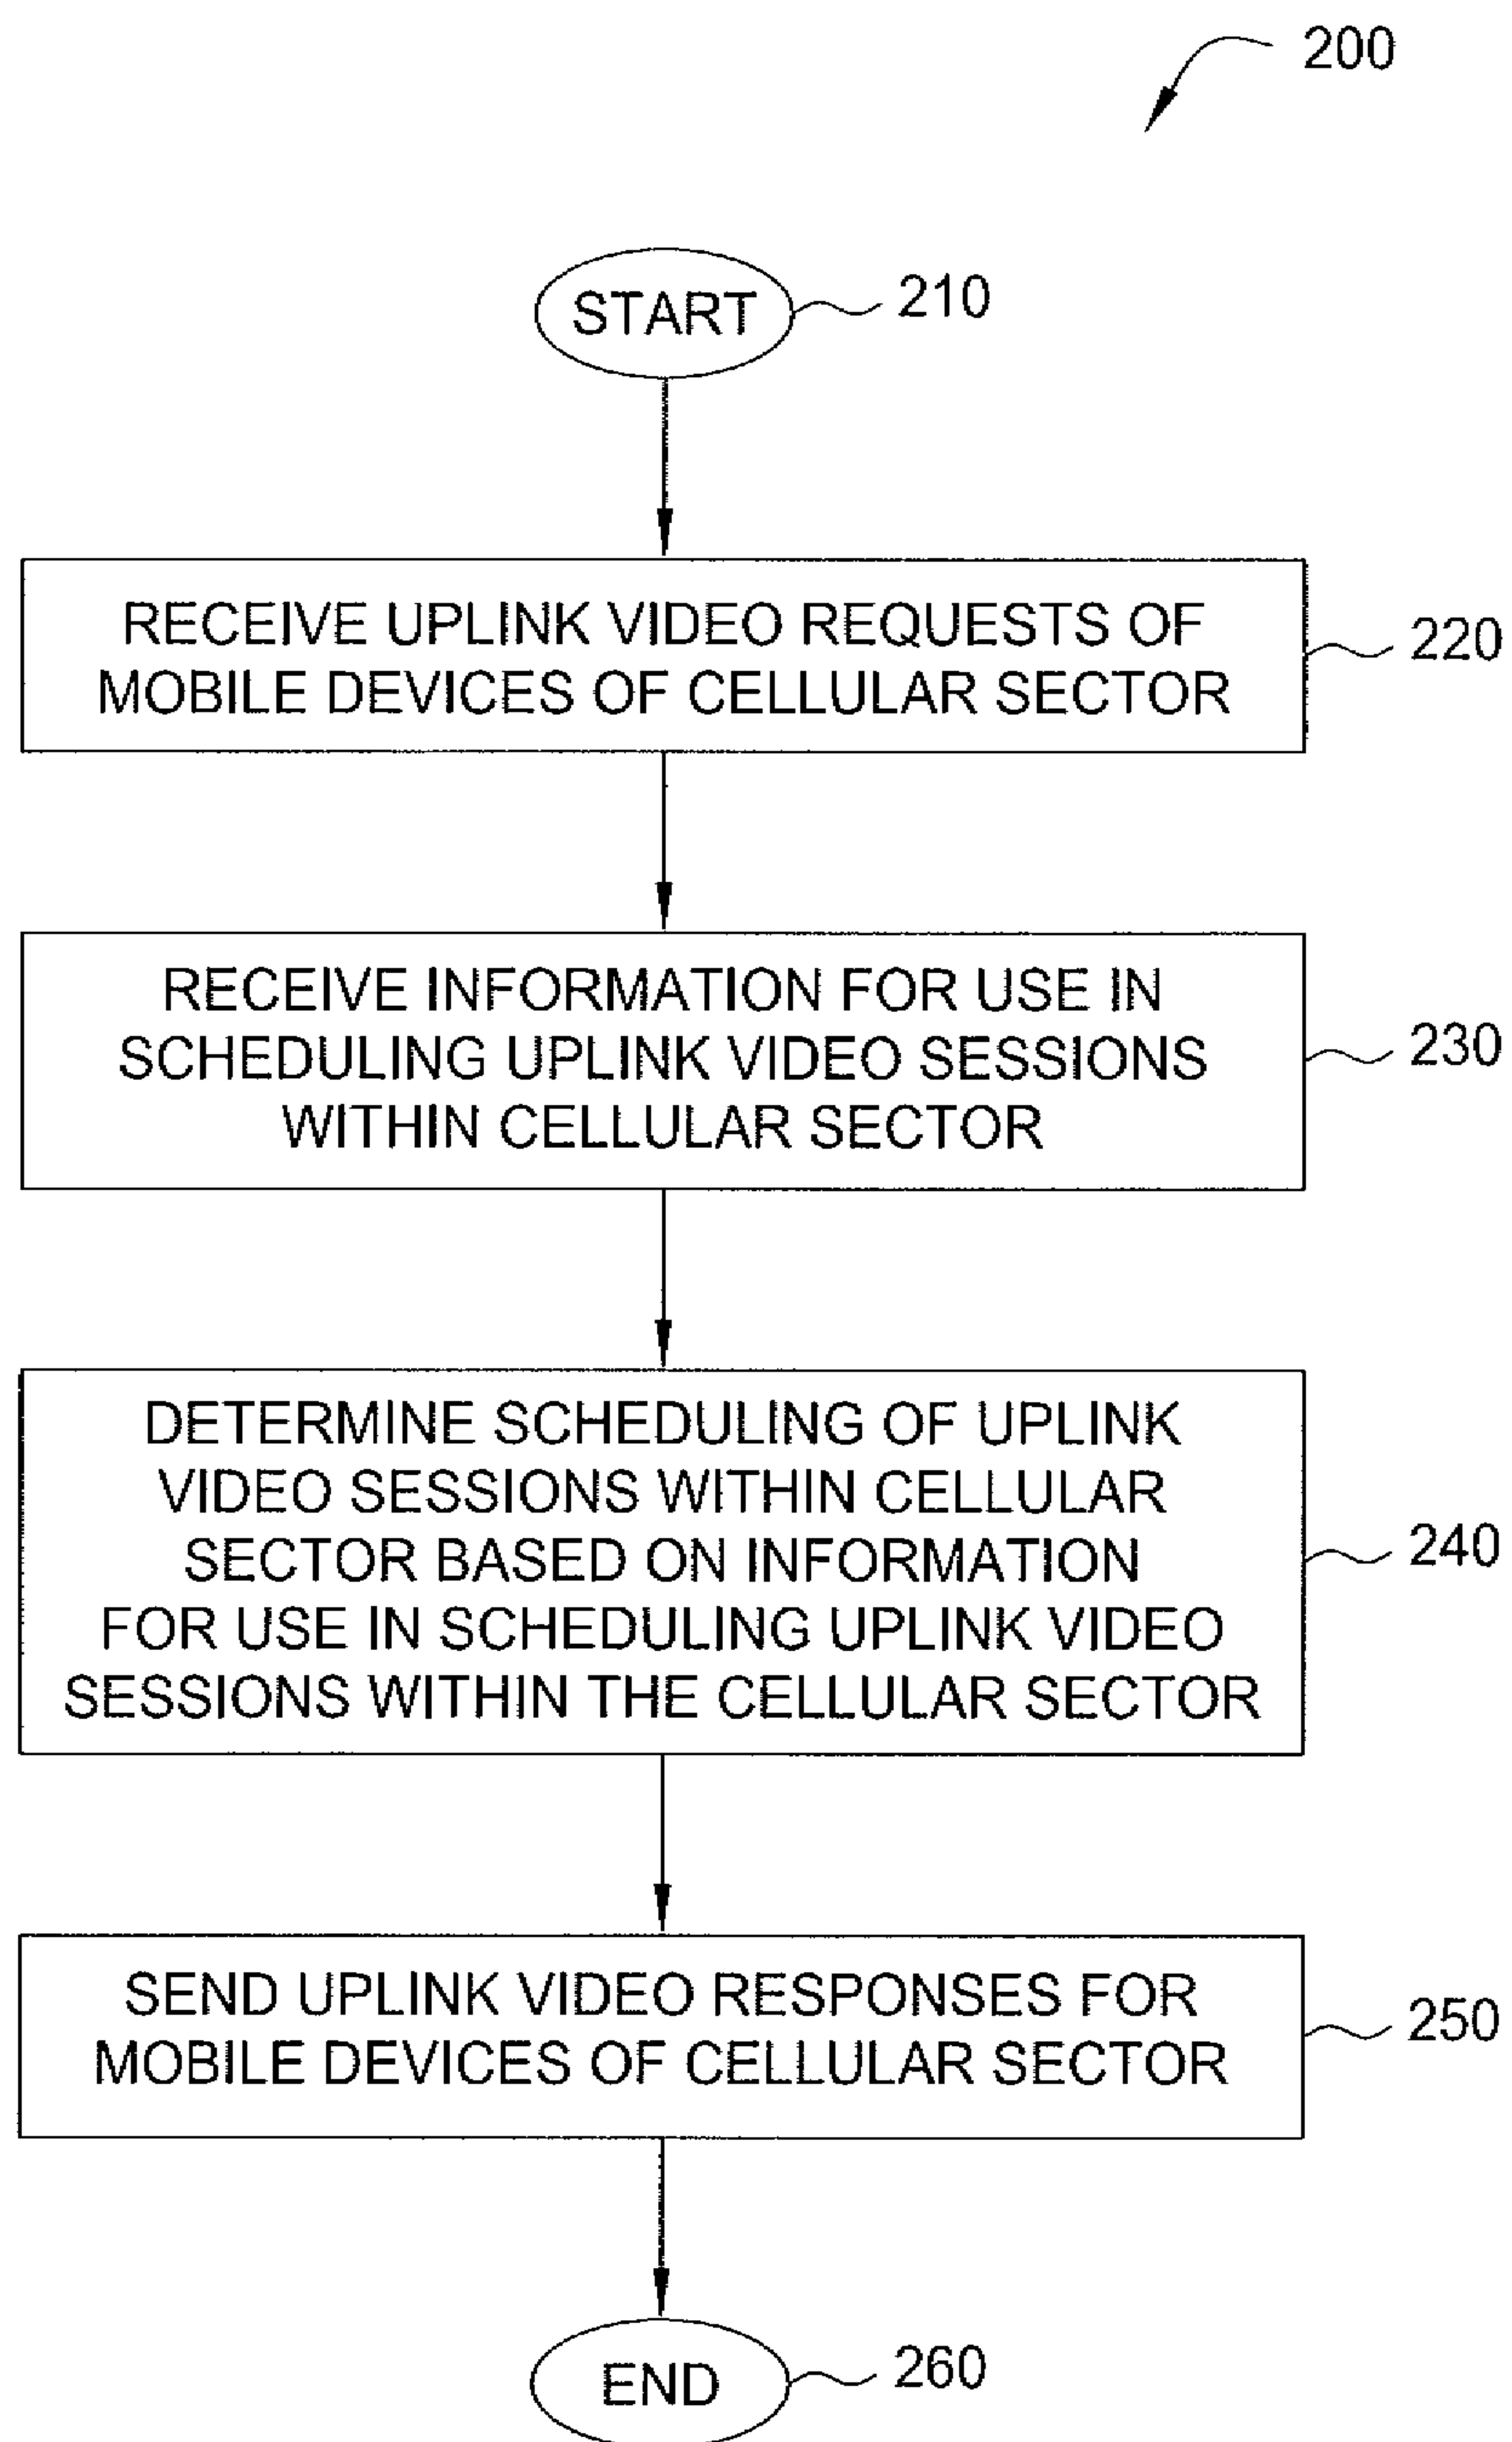 200
START
210
RECEIVE UPLINK VIDEO REQUESTS OF
MOBILE DEVICES OF CELLULAR SECTOR
220
RECEIVE INFORMATION FOR USE IN
SCHEDULING UPLINK VIDEO SESSIONS
WITHIN CELLULAR SECTOR
230
DETERMINE SCHEDULING OF UPLINK
VIDEO SESSIONS WITHIN CELLULAR
SECTOR BASED ON INFORMATION
FOR USE IN SCHEDULING UPLINK VIDEO
SESSIONS WITHIN THE CELLULAR SECTOR
240
SEND UPLINK VIDEO RESPONSES FOR
MOBILE DEVICES OF CELLULAR SECTOR
250
END
260